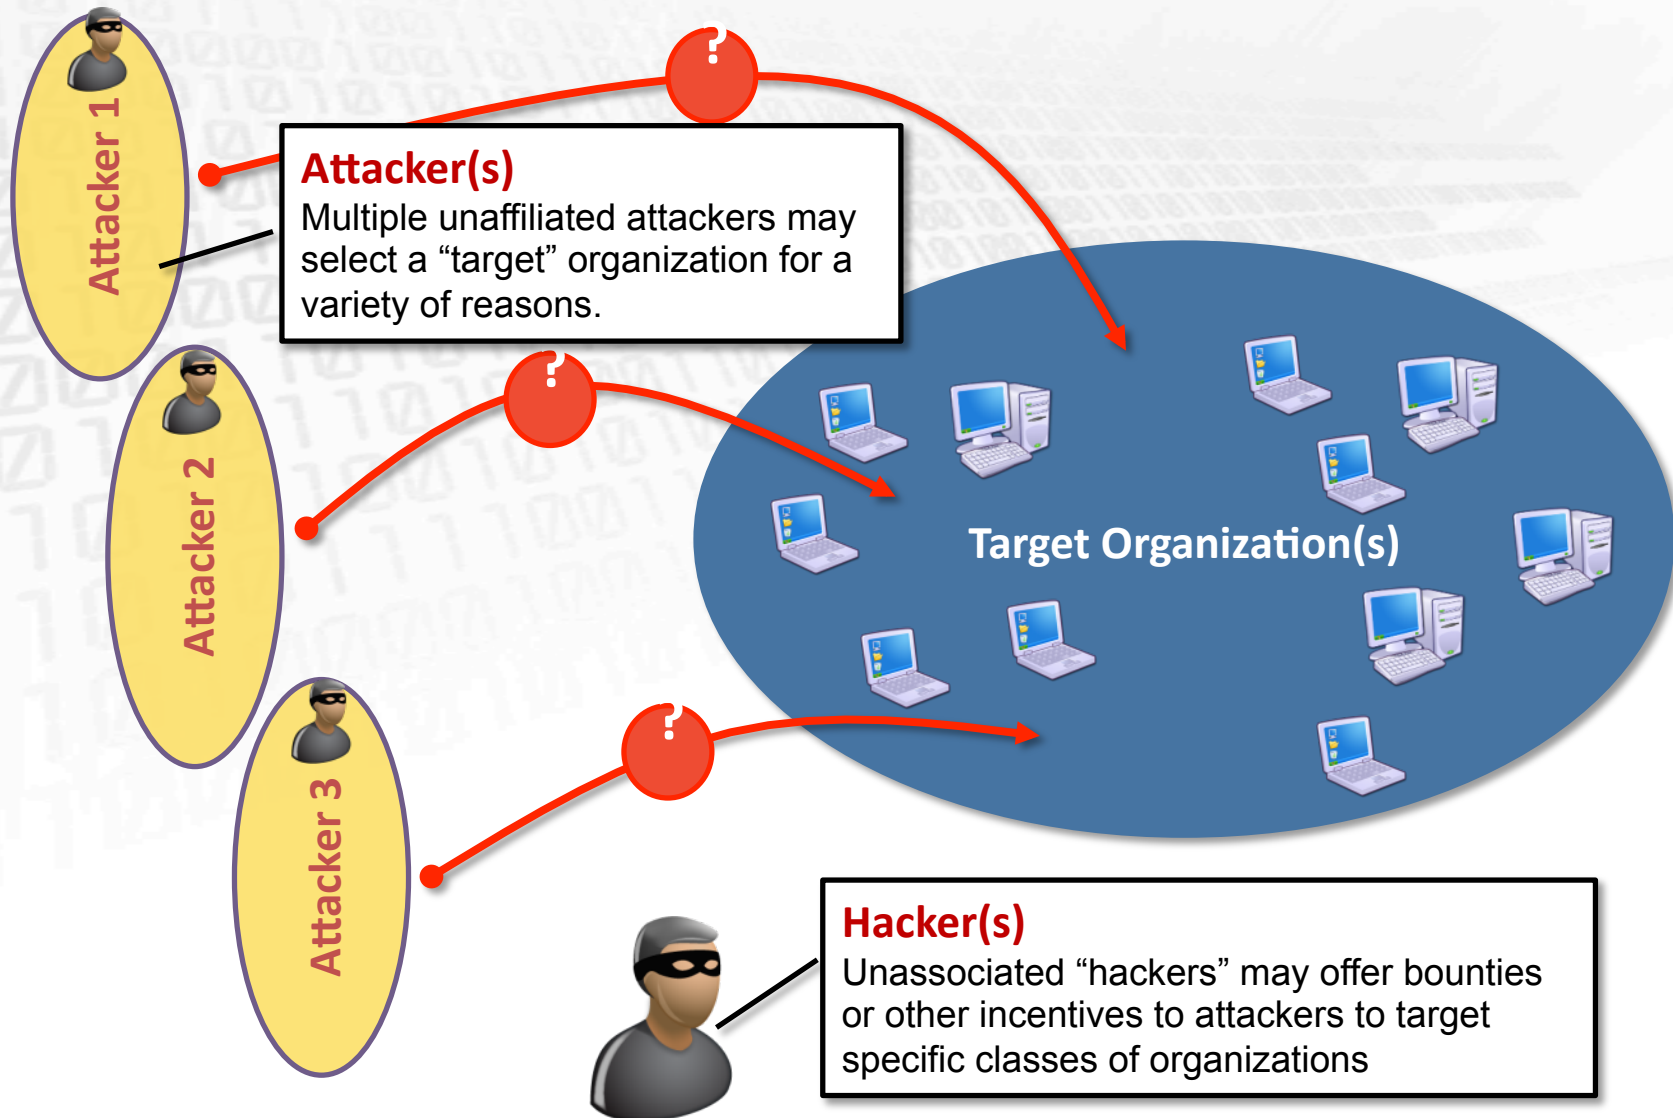 ?
Attacker 1
Attacker(s)
Multiple unaffiliated attackers may
select a “target” organization for a
variety of reasons.
?
Attacker 2
Target Organization(s)
?
Attacker 3
Hacker(s)
Unassociated “hackers” may offer bounties
or other incentives to attackers to target
specific classes of organizations